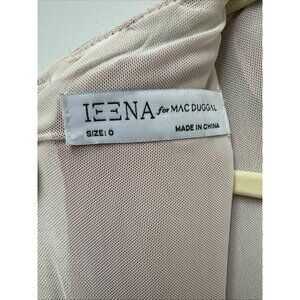 IEENA for MAC DUGGAL
SIZE: 0 MADE IN CHINA